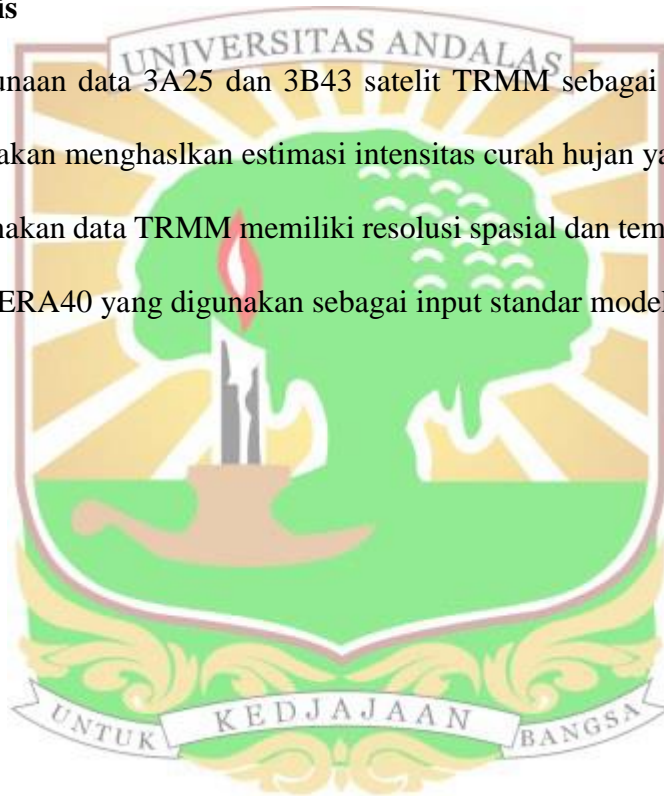 is
UNIVERSITAS ANDALAS
unaan data 3A25 dan 3B43 satelit TRMM sebagai
akan menghaslkan estimasi intensitas curah hujan ya
nakan data TRMM memiliki resolusi spasial dan tem
ERA40 yang digunakan sebagai input standar model
UNTUK KEDJAJAAN BANGSA